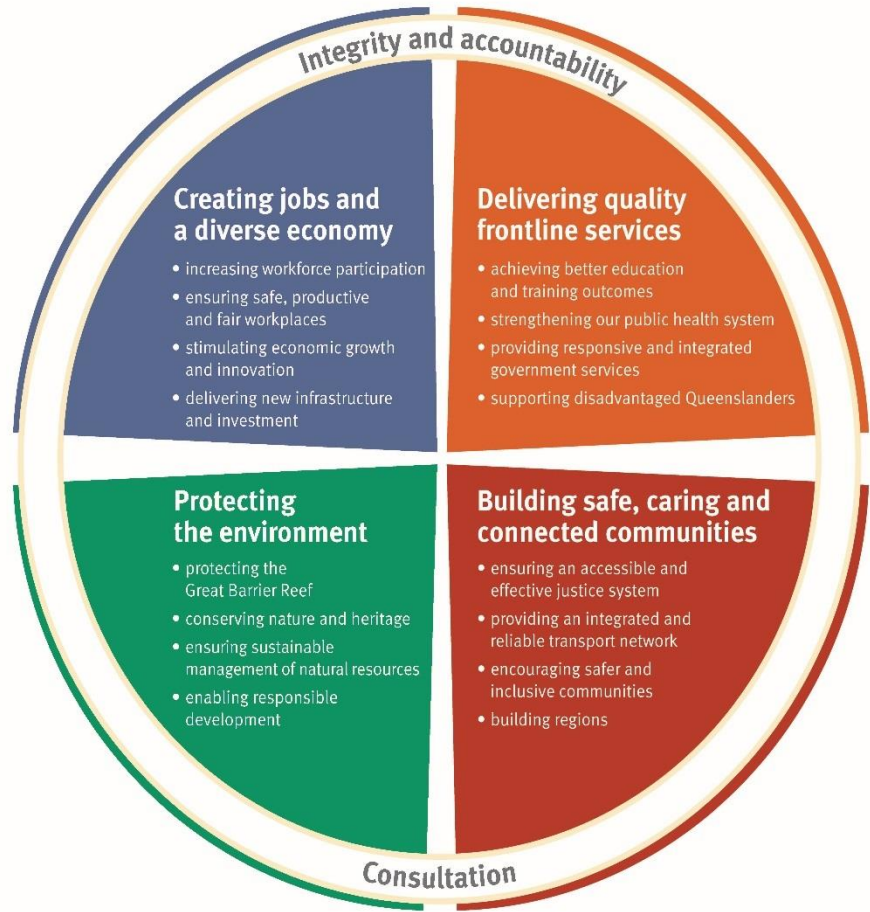 Integrity and accountability
Creating jobs and
a diverse economy
• increasing workforce participation
• ensuring safe, productive
and fair workplaces
• stimulating economic growth
and innovation
• delivering new infrastructure
and investment
Delivering quality
frontline services
• achieving better education
and training outcomes
• strengthening our public health system
• providing responsive and integrated
government services
• supporting disadvantaged Queenslanders
Protecting
the environment
• protecting the
Great Barrier Reef
• conserving nature and heritage
• ensuring sustainable
management of natural resources
• enabling responsible
development
Building safe, caring and
connected communities
• ensuring an accessible and
effective justice system
• providing an integrated and
reliable transport network
• encouraging safer and
inclusive communities
• building regions
Consultation